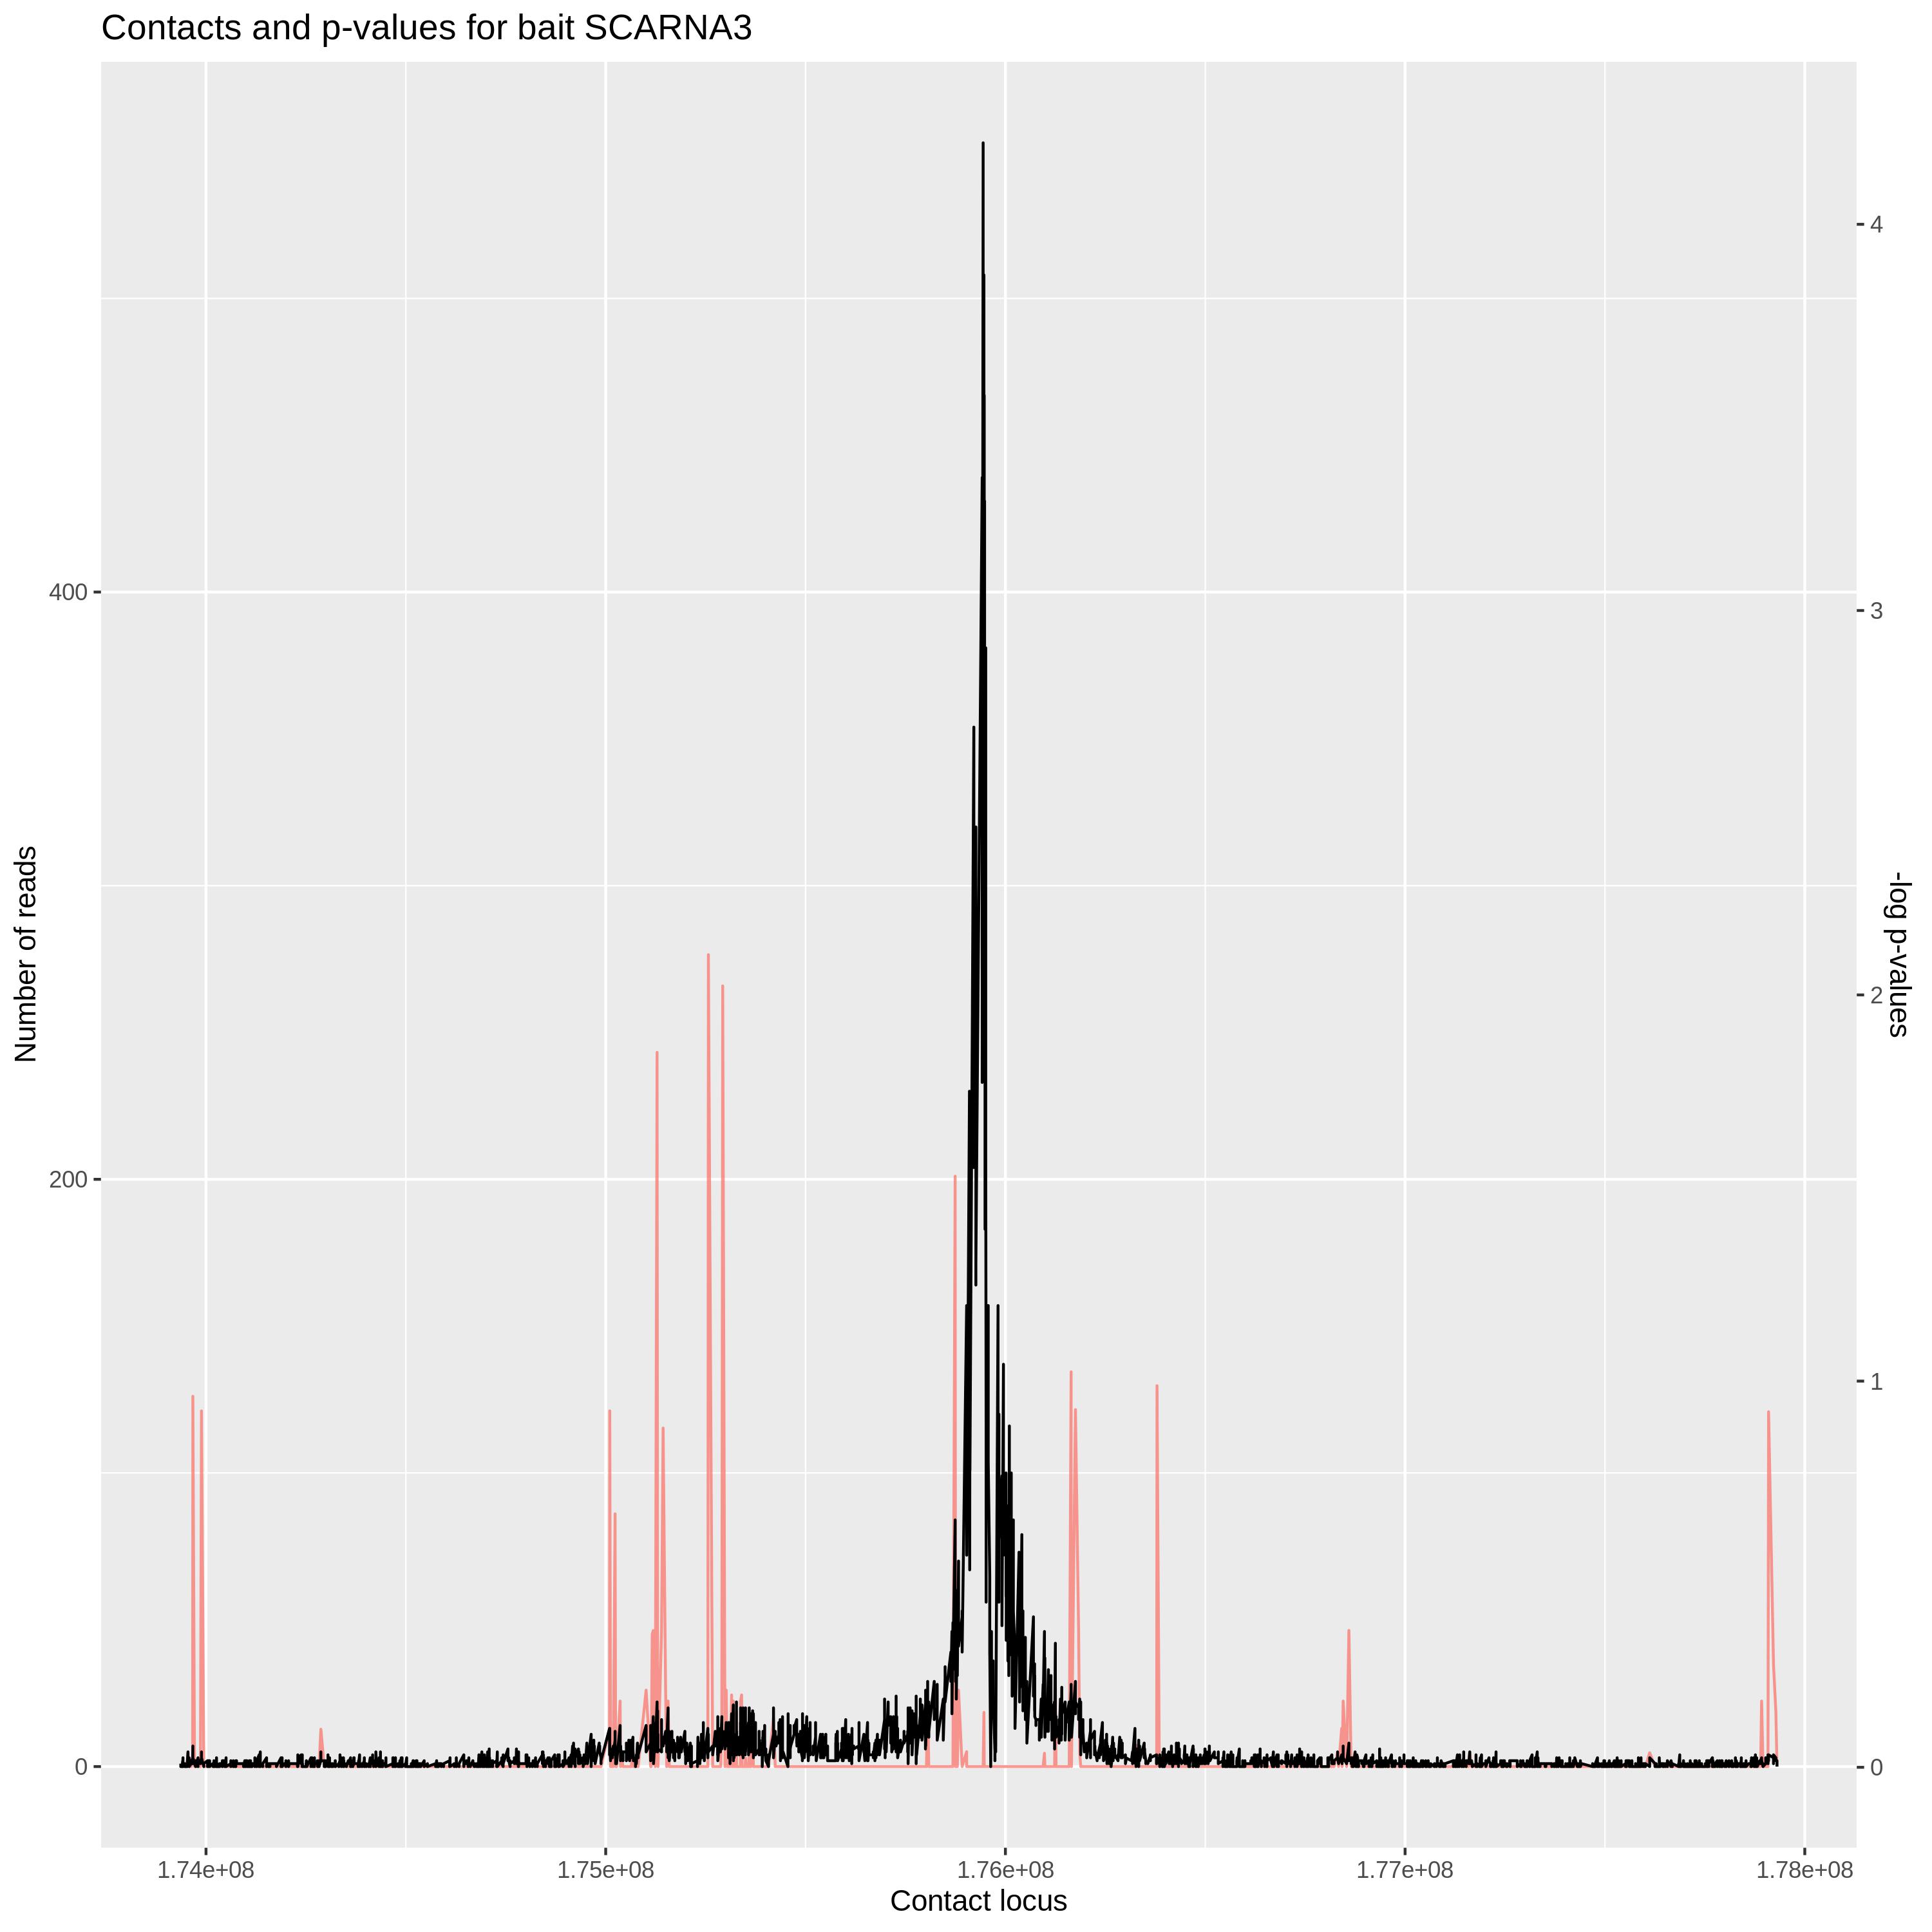 Contacts and p-values for bait SCARNA3
Number of reads
400
200
0
4
3
2
1
0
-log p-values
1.74e+08
1.75e+08
1.76e+08
1.77e+08
1.78e+08
Contact locus